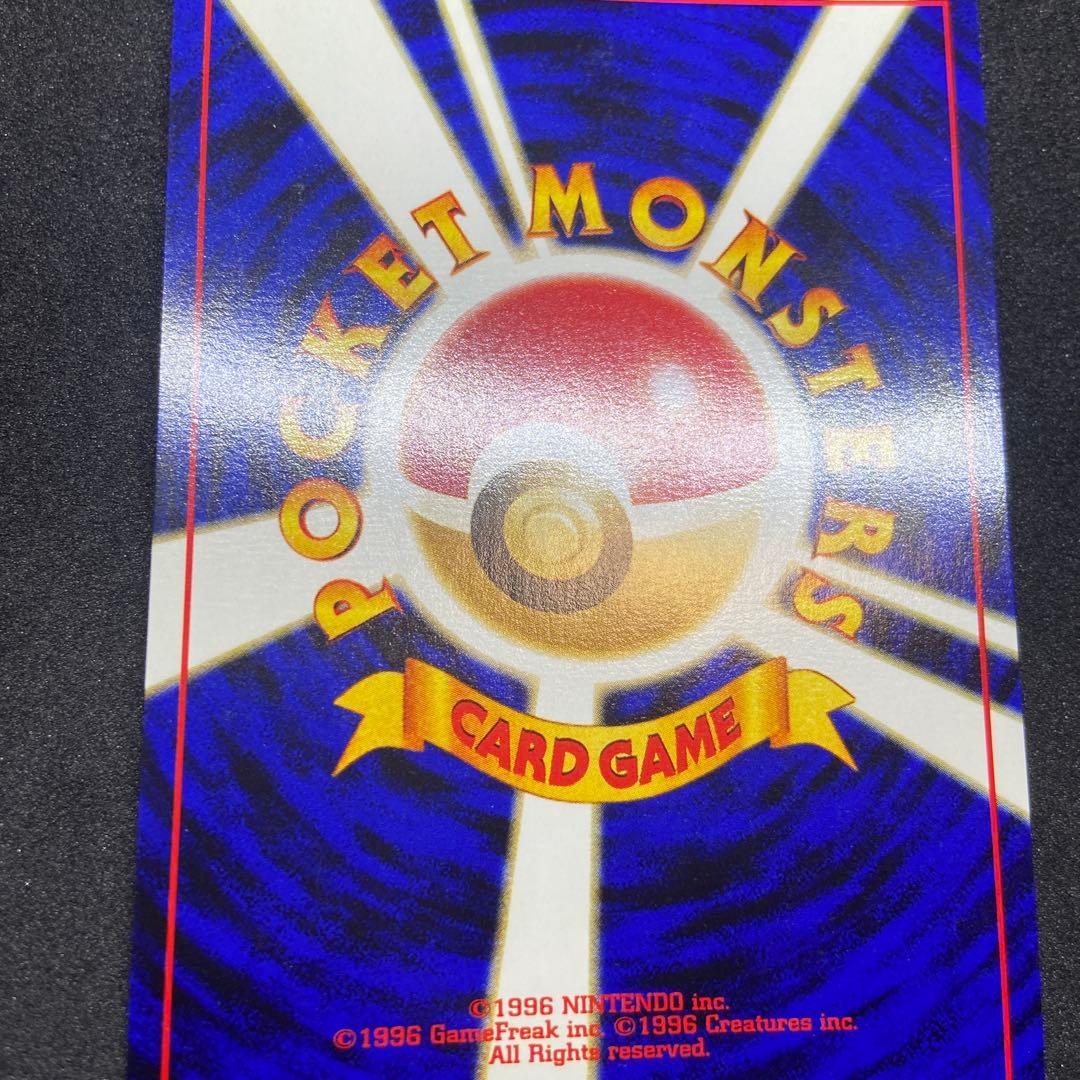 POCKET MONSTERS
CARD GAME
©1996 NINTENDO inc.
©1996 GameFreak inc. ©1996 Creatures inc.
All Rights reserved.